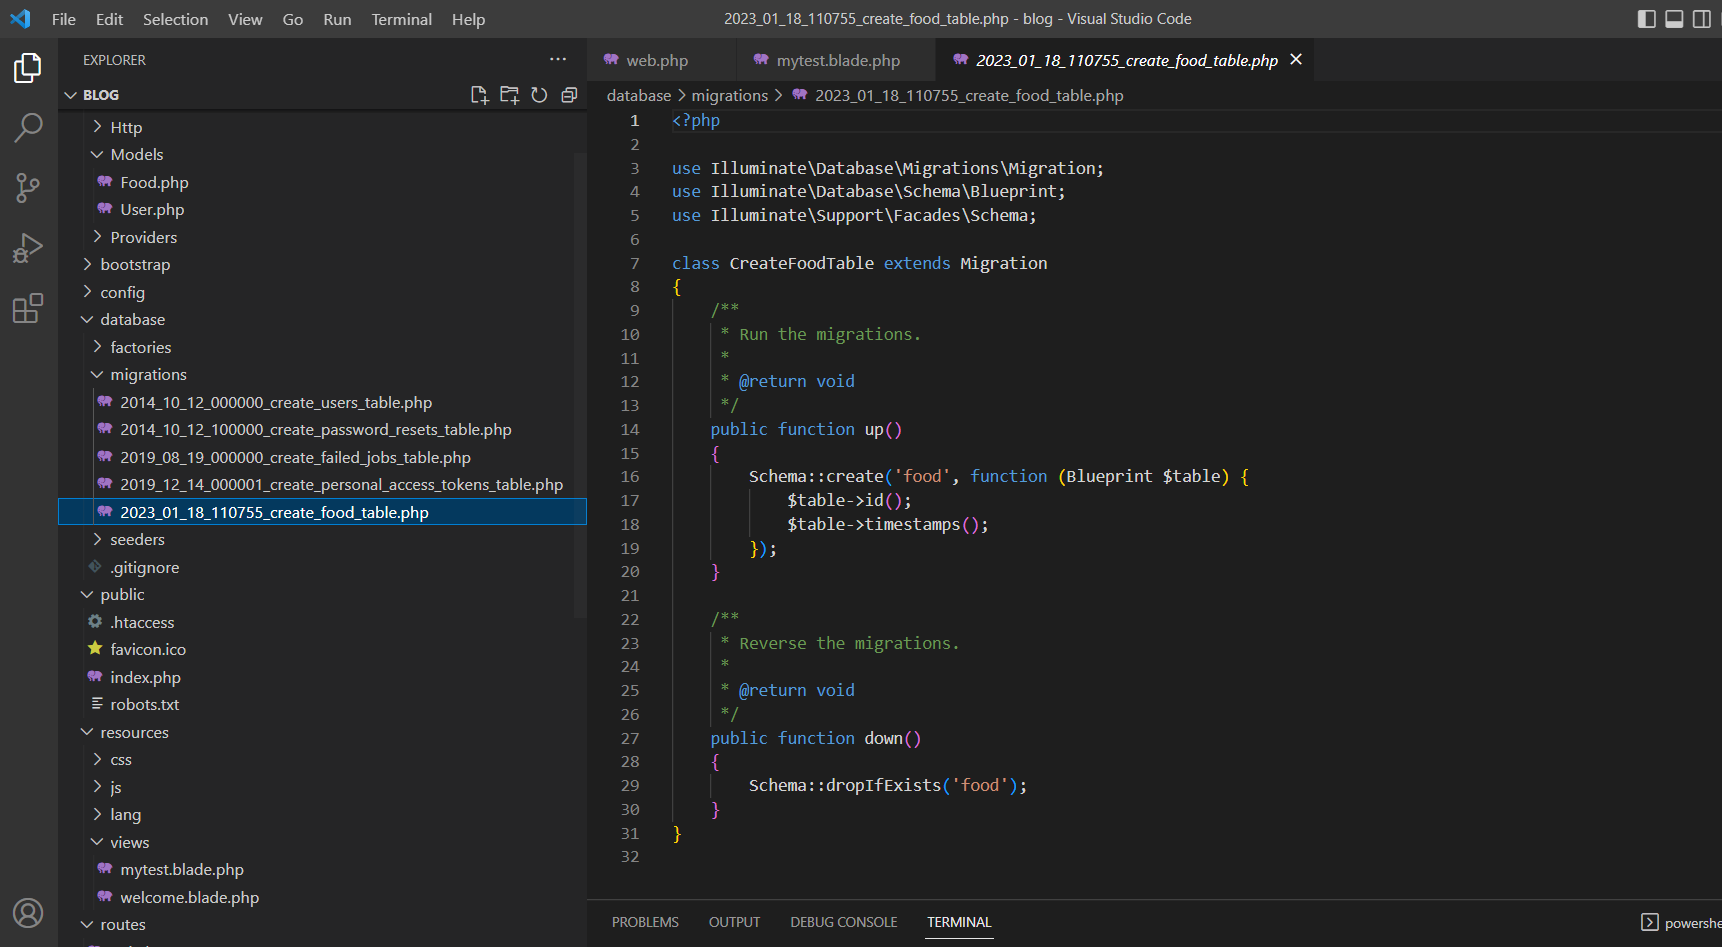 File Edit Selection View Go Run Terminal Help
2023_01_18_110755_create_food_table.php - blog - Visual Studio Code
EXPLORER
BLOG
Http
Models
Food.php
User.php
Providers
bootstrap
config
database
factories
migrations
2014_10_12_000000_create_users_table.php
2014_10_12_100000_create_password_resets_table.php
2019_08_19_000000_create_failed_jobs_table.php
2019_12_14_000001_create_personal_access_tokens_table.php
2023_01_18_110755_create_food_table.php
seeders
.gitignore
public
.htaccess
favicon.ico
index.php
robots.txt
resources
css
js
lang
views
mytest.blade.php
welcome.blade.php
routes
web.php mytest.blade.php 2023_01_18_110755_create_food_table.php
database > migrations > 2023_01_18_110755_create_food_table.php
1 <?php
2
3 use Illuminate\Database\Migrations\Migration;
4 use Illuminate\Database\Schema\Blueprint;
5 use Illuminate\Support\Facades\Schema;
6
7 class CreateFoodTable extends Migration
8 {
9 /**
10 * Run the migrations.
11 *
12 * @return void
13 */
14 public function up()
15 {
16 Schema::create('food', function (Blueprint $table) {
17 $table->id();
18 $table->timestamps();
19 });
20 }
21
22 /**
23 * Reverse the migrations.
24 *
25 * @return void
26 */
27 public function down()
28 {
29 Schema::dropIfExists('food');
30 }
31 }
32
PROBLEMS OUTPUT DEBUG CONSOLE TERMINAL
powershe